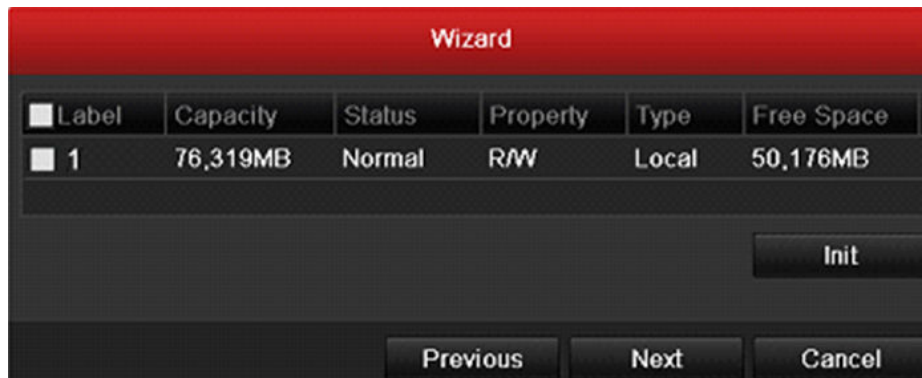 Wizard
Label Capacity Status Property Type Free Space
1 76,319MB Normal R/W Local 50,176MB
Init
Previous Next Cancel